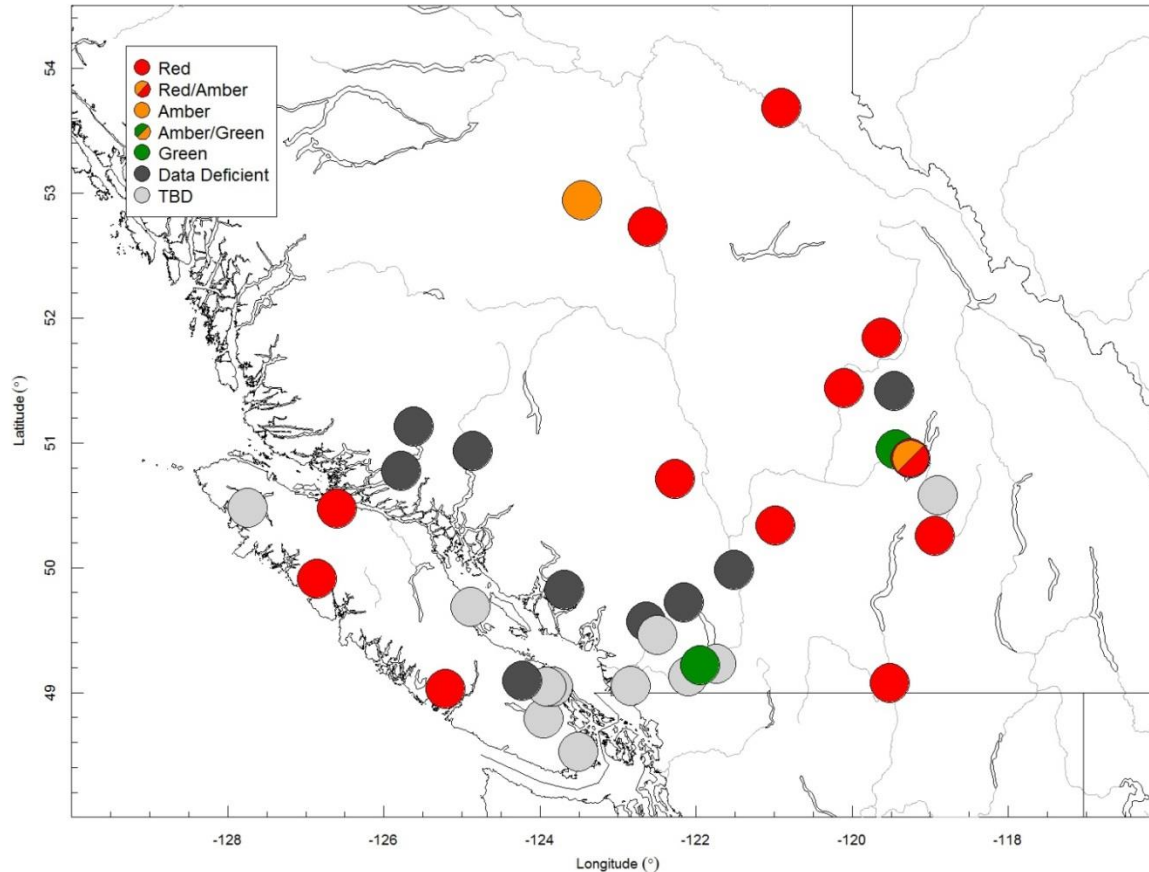 Red
Red/Amber
Amber
Amber/Green
Green
Data Deficient
TBD
54
53
52
51
50
49
Latitude (°)
-128
-126
-124
-122
-120
-118
Longitude (°)